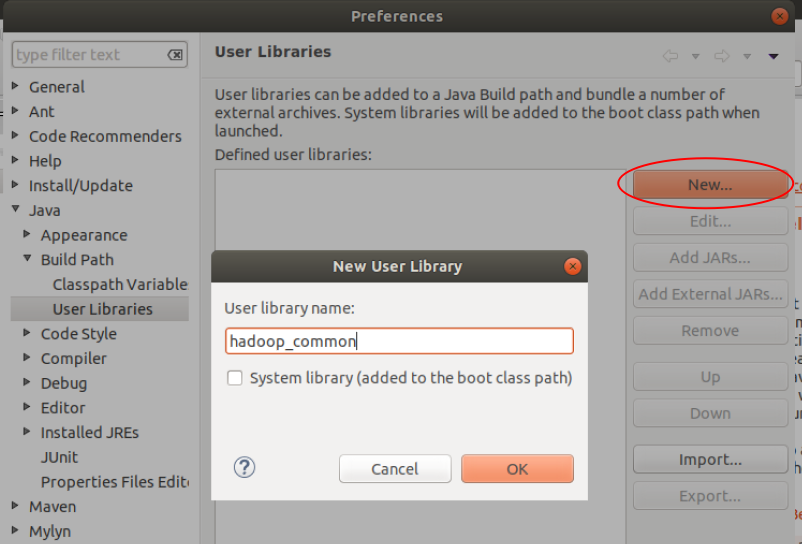 Preferences
type filter text
General
Ant
Code Recommenders
Help
Install/Update
Java
Appearance
Build Path
Classpath Variable
User Libraries
Code Style
Compiler
Debug
Editor
Installed JREs
JUnit
Properties Files Edit
Maven
Mylyn
User Libraries
User libraries can be added to a Java Build path and bundle a number of
external archives. System libraries will be added to the boot class path when
launched.
Defined user libraries:
New...
Edit...
Add JARs...
Add External JARs...
Remove
Up
Down
Import...
Export...
New User Library
User library name:
hadoop_common
System library (added to the boot class path)
Cancel
OK